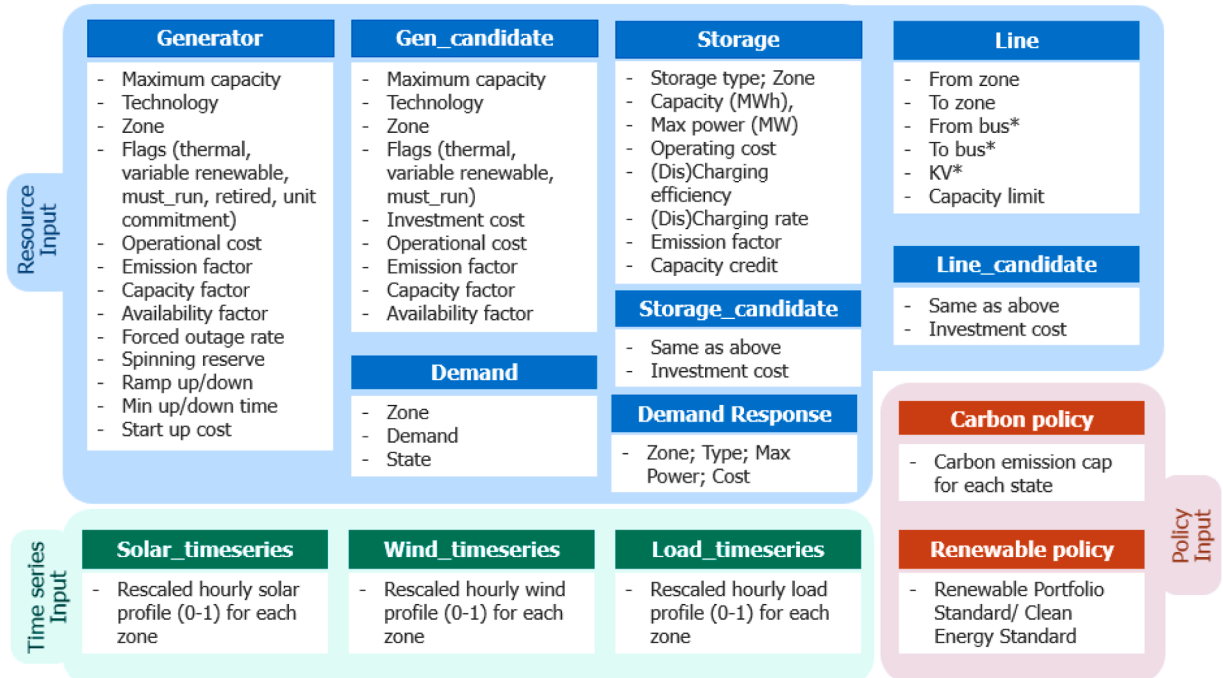 Resource
Input
Generator
- Maximum capacity
- Technology
- Zone
- Flags (thermal,
variable renewable,
must_run, retired, unit
commitment)
- Operational cost
- Emission factor
- Capacity factor
- Availability factor
- Forced outage rate
- Spinning reserve
- Ramp up/down
- Min up/down time
- Start up cost
Gen_candidate
- Maximum capacity
- Technology
- Zone
- Flags (thermal,
variable renewable,
must_run)
- Investment cost
- Operational cost
- Emission factor
- Capacity factor
- Availability factor
Demand
- Zone
- Demand
- State
Storage
- Storage type; Zone
- Capacity (MWh),
- Max power (MW)
- Operating cost
- (Dis)Charging
efficiency
- (Dis)Charging rate
- Emission factor
- Capacity credit
Storage_candidate
- Same as above
- Investment cost
Demand Response
- Zone; Type; Max
Power; Cost
Line
- From zone
- To zone
- From bus*
- To bus*
- KV*
- Capacity limit
Line_candidate
- Same as above
- Investment cost
Time series
Input
Solar_timeseries
- Rescaled hourly solar
profile (0-1) for each
zone
Wind_timeseries
- Rescaled hourly wind
profile (0-1) for each
zone
Load_timeseries
- Rescaled hourly load
profile (0-1) for each
zone
Policy
Input
Carbon policy
- Carbon emission cap
for each state
Renewable policy
- Renewable Portfolio
Standard/ Clean
Energy Standard